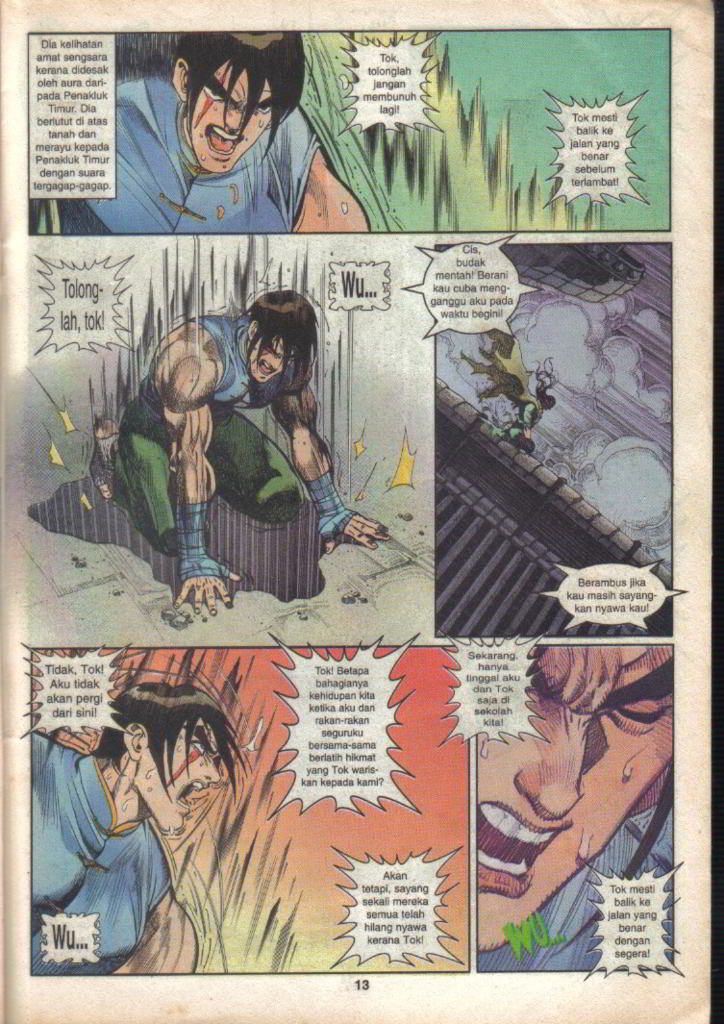 Dia kelihatan
amat sengsara
kerana didesak
oleh aura dari-
pada Penakluk
Timur. Dia
berlutut di atas
tanah dan
merayu kepada
Penakluk Timur
dengan suara
tergagap-gagap.
Tok,
tolonglah
jangan
membunuh
lagi!
Tok mesti
balik ke
jalan yang
benar
sebelum
terlambat!
Tolong-
lah, tok!
Wu...
Cis,
budak
mentah! Berani
kau cuba meng-
ganggu aku pada
waktu begini!
Berambus jika
kau masih sayang-
kan nyawa kau!
Tidak, Tok!
Aku tidak
akan pergi
dari sini!
Wu...
Tok! Betapa
bahagianya
kehidupan kita
ketika aku dan
rakan-rakan
seguruku
bersama-sama
berlatih hikmat
yang Tok waris-
kan kepada kami?
Akan
tetapi, sayang
sekali mereka
semua telah
hilang nyawa
kerana Tok!
Sekarang,
hanya
tinggal aku
dan Tok
saja di
sekolah
kita!
WU...
Tok mesti
balik ke
jalan yang
benar
dengan
segera!
13